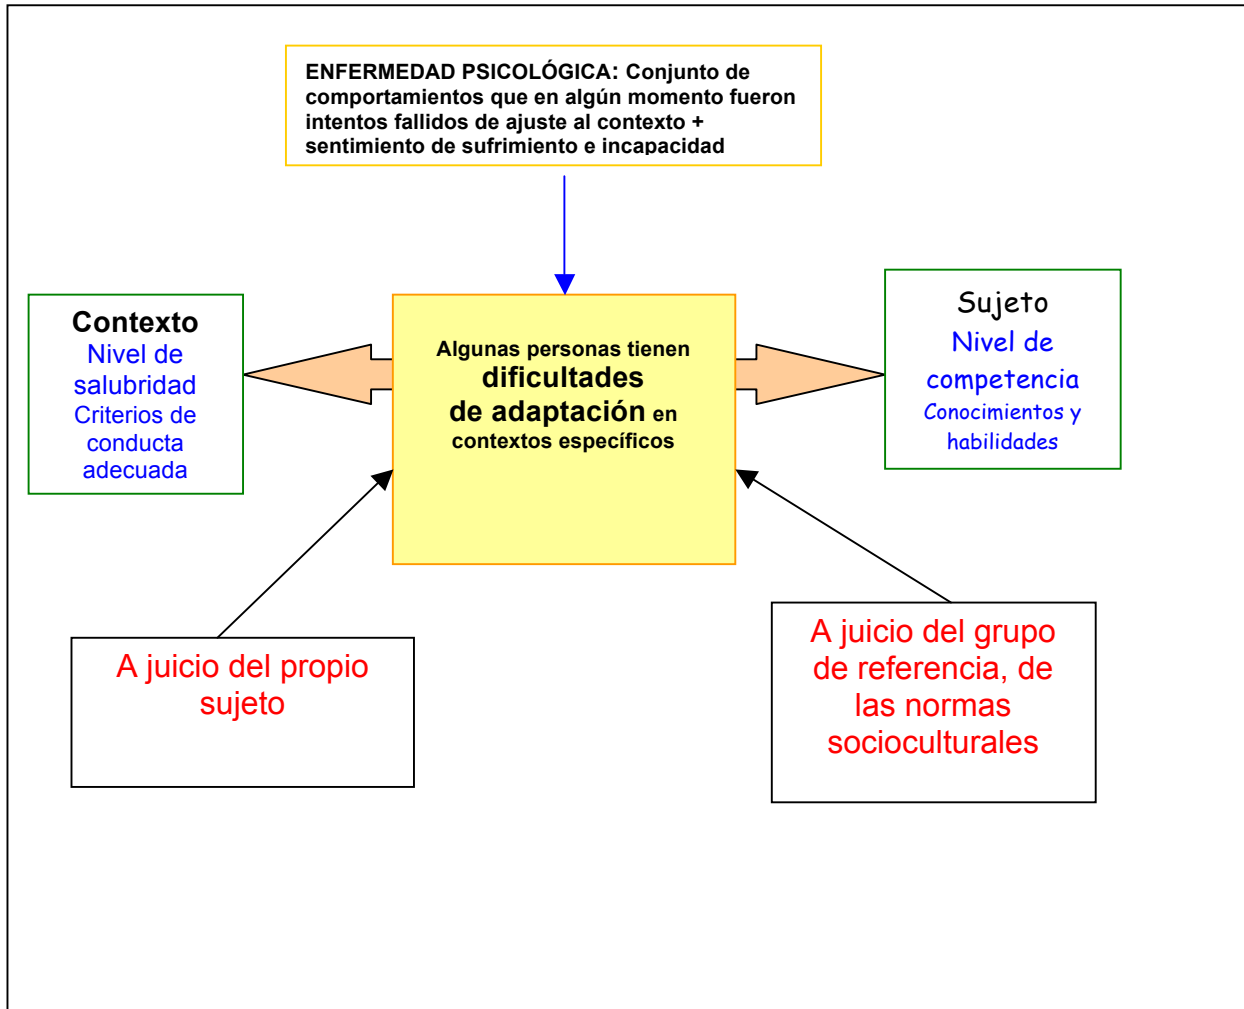 ENFERMEDAD PSICOLÓGICA: Conjunto de
comportamientos que en algún momento fueron
intentos fallidos de ajuste al contexto +
sentimiento de sufrimiento e incapacidad
Contexto
Nivel de
salubridad
Criterios de
conducta
adecuada
Algunas personas tienen
dificultades
de adaptación en
contextos específicos
Sujeto
Nivel de
competencia
Conocimientos y
habilidades
A juicio del propio
sujeto
A juicio del grupo
de referencia, de
las normas
socioculturales